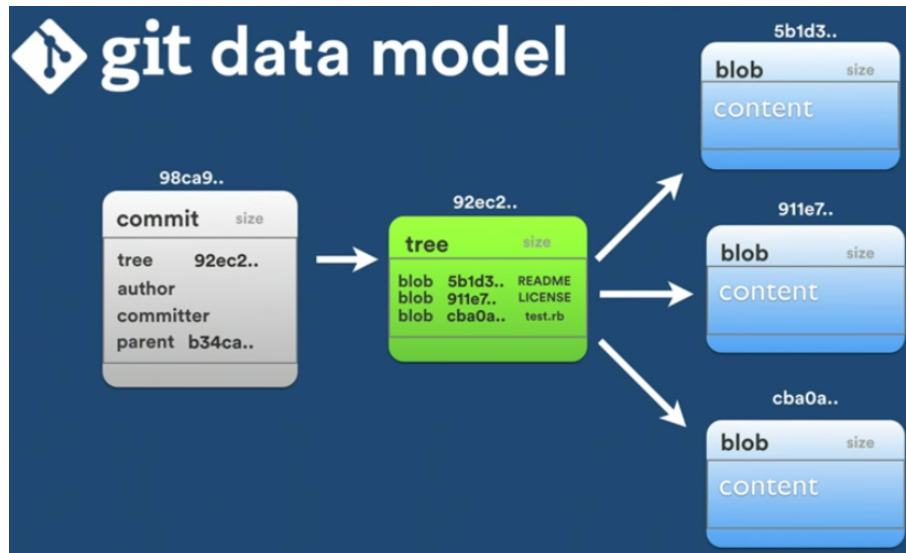 git data model
98ca9..
commit size
tree 92ec2..
author
committer
parent b34ca..
92ec2..
tree size
blob 5b1d3.. README
blob 911e7.. LICENSE
blob cba0a.. test.rb
5b1d3..
blob size
content
911e7..
blob size
content
cba0a..
blob size
content